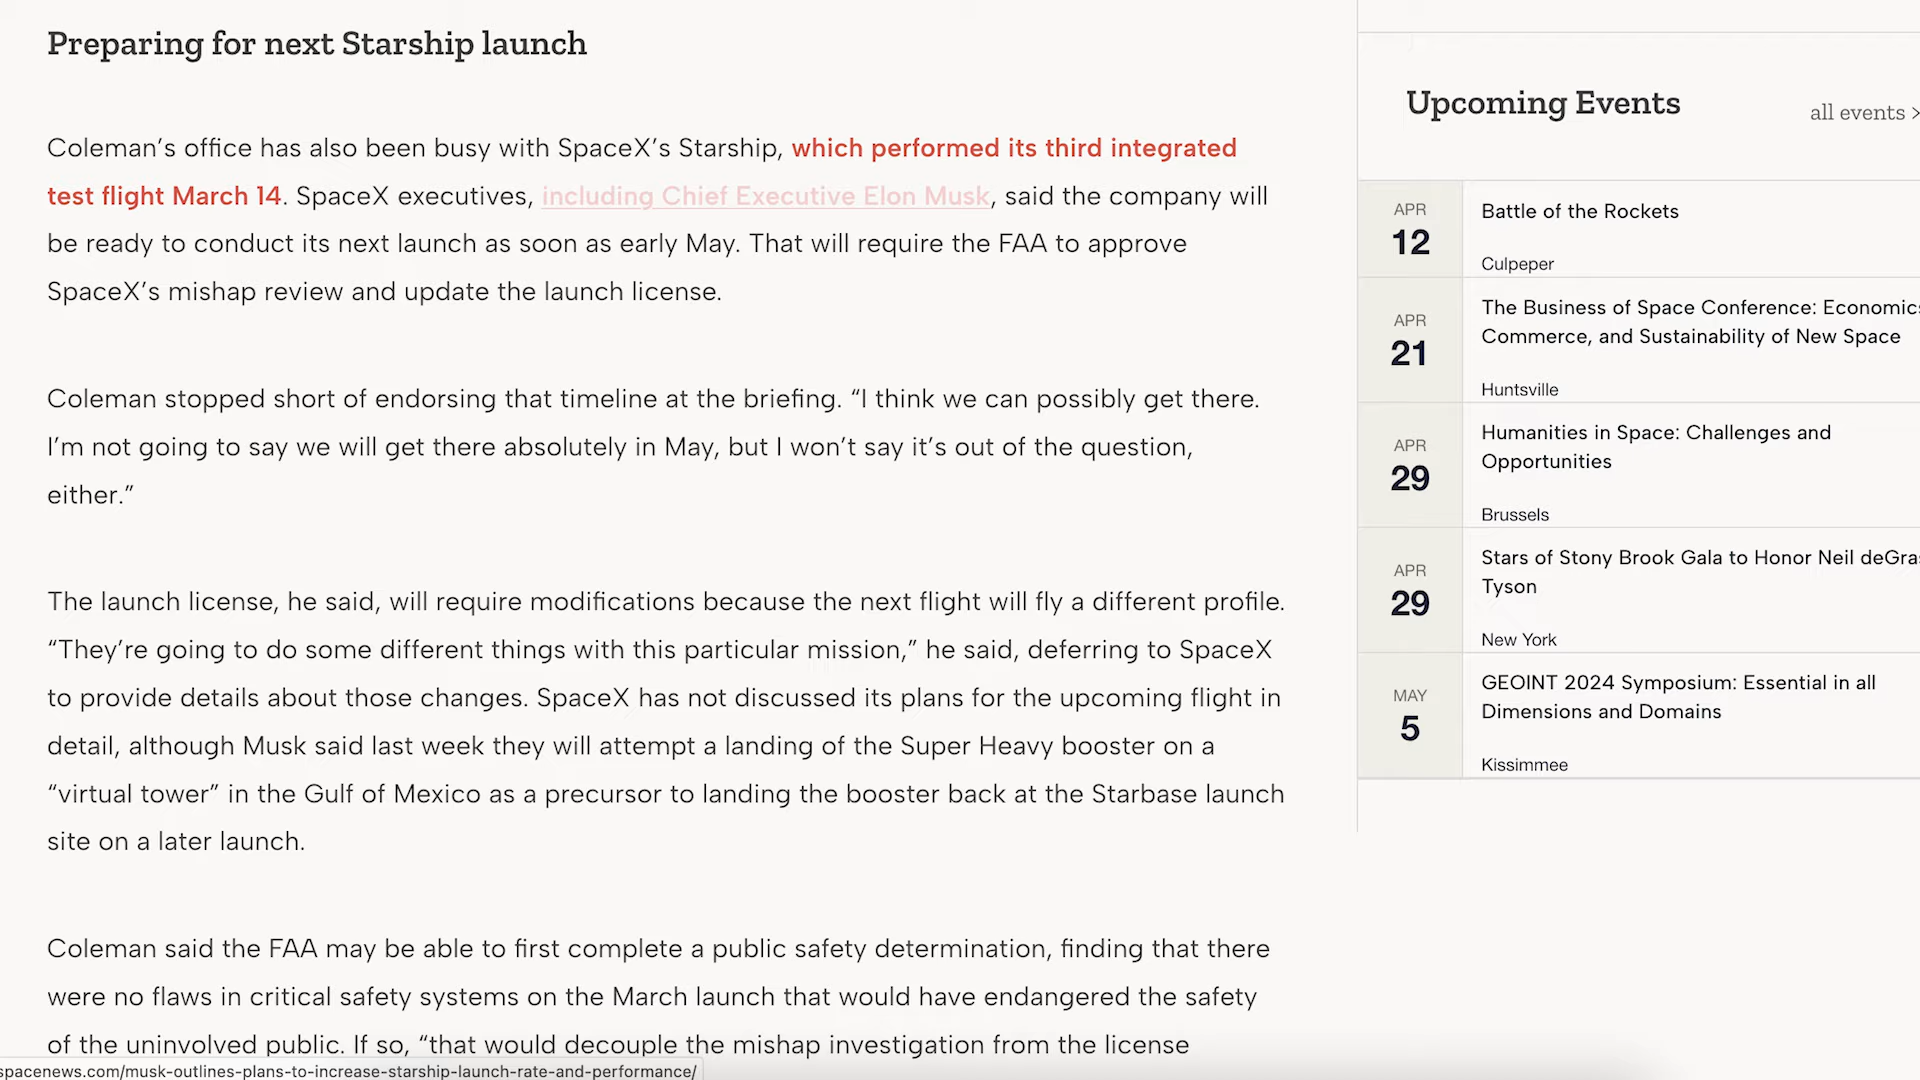 Preparing for next Starship launch
Coleman’s office has also been busy with SpaceX’s Starship, which performed its third integrated
test flight March 14. SpaceX executives, including Chief Executive Elon Musk, said the company will
be ready to conduct its next launch as soon as early May. That will require the FAA to approve
SpaceX’s mishap review and update the launch license.
Coleman stopped short of endorsing that timeline at the briefing. “I think we can possibly get there.
I’m not going to say we will get there absolutely in May, but I won’t say it’s out of the question,
either.”
The launch license, he said, will require modifications because the next flight will fly a different profile.
“They’re going to do some different things with this particular mission,” he said, deferring to SpaceX
to provide details about those changes. SpaceX has not discussed its plans for the upcoming flight in
detail, although Musk said last week they will attempt a landing of the Super Heavy booster on a
“virtual tower” in the Gulf of Mexico as a precursor to landing the booster back at the Starbase launch
site on a later launch.
Coleman said the FAA may be able to first complete a public safety determination, finding that there
were no flaws in critical safety systems on the March launch that would have endangered the safety
of the uninvolved public. If so, “that would decouple the mishap investigation from the license
spacenews.com/musk-outlines-plans-to-increase-starship-launch-rate-and-performance/
Upcoming Events
all events >
APR
12
Battle of the Rockets
Culpeper
APR
21
The Business of Space Conference: Economics
Commerce, and Sustainability of New Space
Huntsville
APR
29
Humanities in Space: Challenges and
Opportunities
Brussels
APR
29
Stars of Stony Brook Gala to Honor Neil deGras
Tyson
New York
MAY
5
GEOINT 2024 Symposium: Essential in all
Dimensions and Domains
Kissimmee